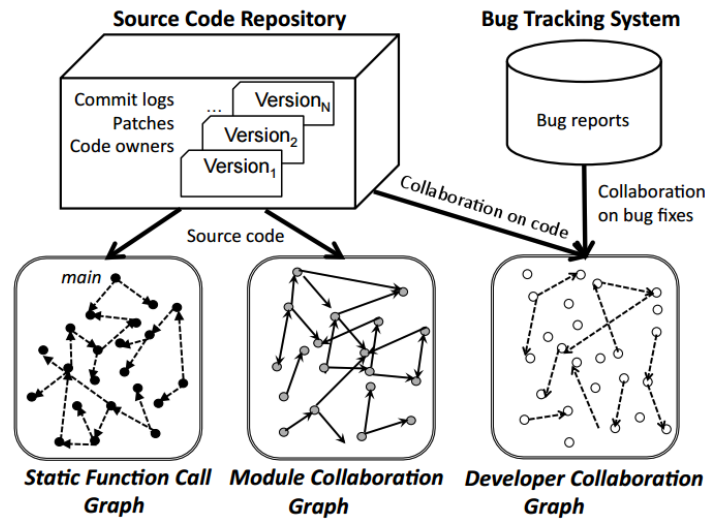 Source Code Repository
Bug Tracking System
Commit logs
Patches
Code owners
... VersionN
Version2
Version1
Bug reports
Collaboration on code
Collaboration
on bug fixes
Source code
main
Static Function Call
Graph
Module Collaboration
Graph
Developer Collaboration
Graph